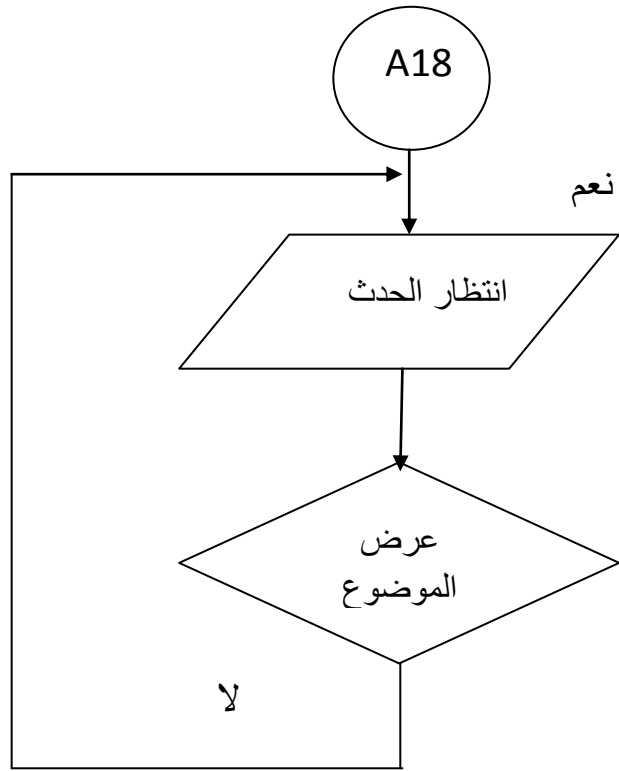 A18
نعم
انتظار الحدث
عرض
الموضوع
لا